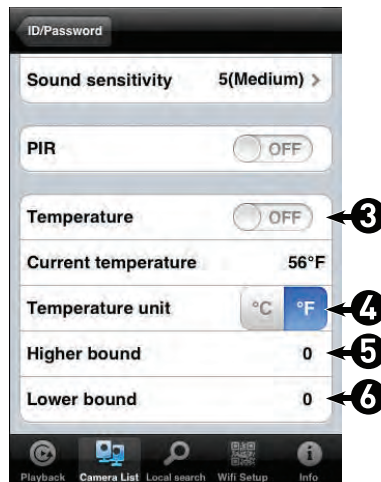 ID/Password
Sound sensitivity 5(Medium) >
PIR OFF
Temperature OFF 3
Current temperature 56°F
Temperature unit °C °F 4
Higher bound 0 5
Lower bound 0 6
Playback Camera List Local search Wifi Setup Info